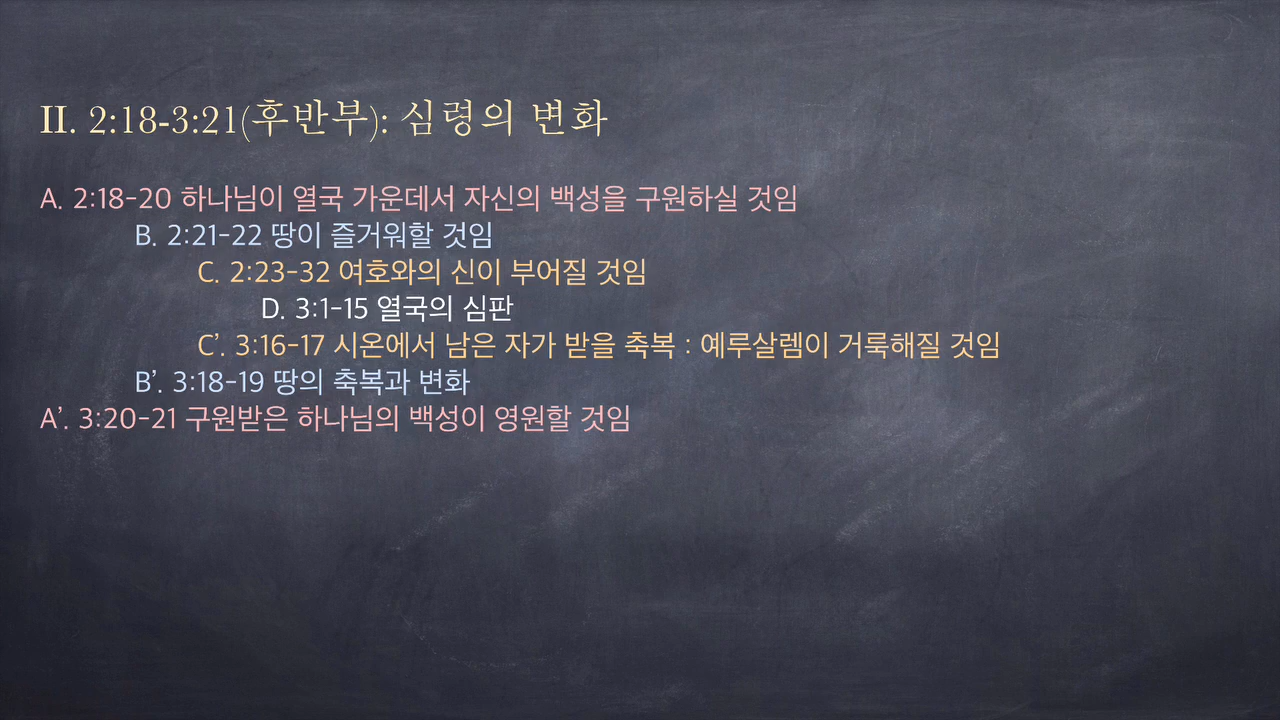 II. 2:18-3:21(후반부): 심령의 변화
A. 2:18-20 하나님이 열국 가운데서 자신의 백성을 구원하실 것임
B. 2:21-22 땅이 즐거워할 것임
C. 2:23-32 여호와의 신이 부어질 것임
D. 3:1-15 열국의 심판
C’. 3:16-17 시온에서 남은 자가 받을 축복 : 예루살렘이 거룩해질 것임
B’. 3:18-19 땅의 축복과 변화
A’. 3:20-21 구원받은 하나님의 백성이 영원할 것임